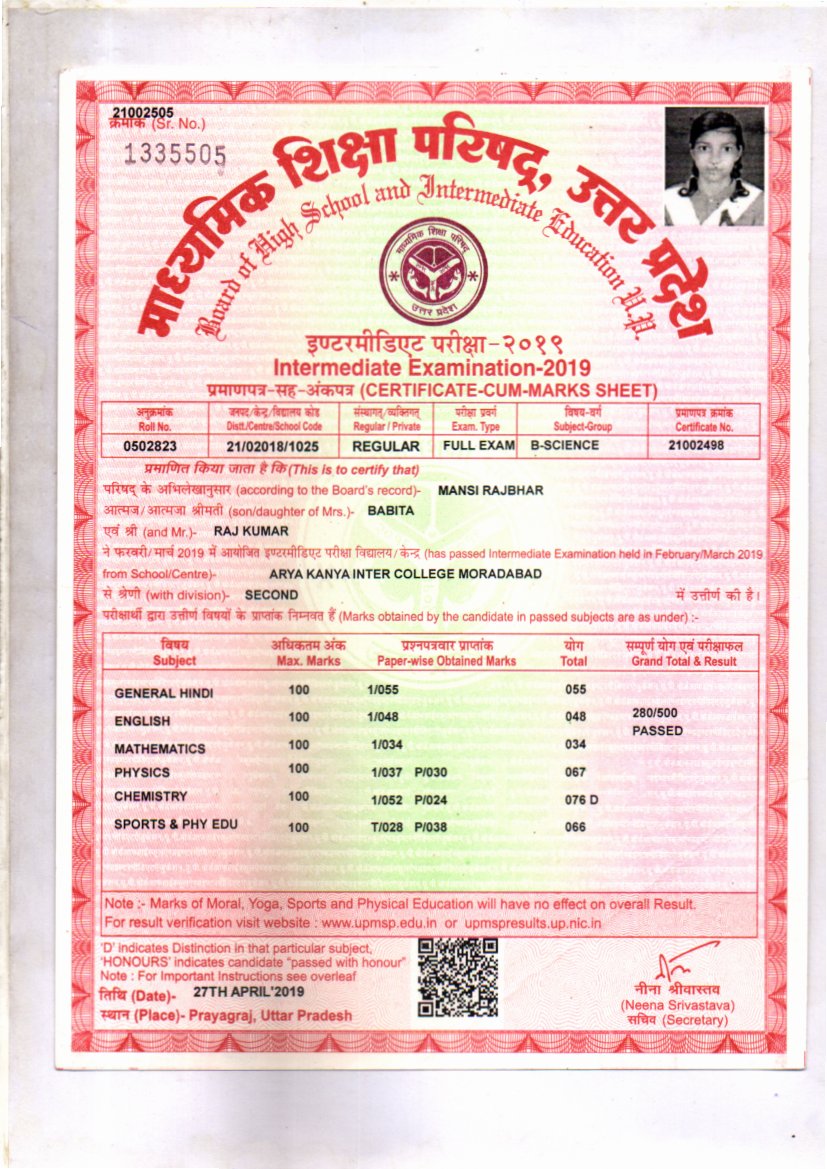 21002505
क्रमांक (Sr. No.)
1335505
माध्यमिक शिक्षा परिषद्, उत्तर प्रदेश
Board of High School and Intermediate Education U.P.
माध्यमिक शिक्षा परिषद्
उत्तर प्रदेश
इण्टरमीडिएट परीक्षा-२०१९
Intermediate Examination-2019
प्रमाणपत्र-सह-अंकपत्र (CERTIFICATE-CUM-MARKS SHEET)
अनुक्रमांक जनपद/केन्द्र/विद्यालय कोड संस्थागत/व्यक्तिगत परीक्षा प्रवर्ग विषय-वर्ग प्रमाणपत्र क्रमांक
Roll No. Distt./Centre/School Code Regular / Private Exam. Type Subject-Group Certificate No.
0502823 21/02018/1025 REGULAR FULL EXAM B-SCIENCE 21002498
प्रमाणित किया जाता है कि (This is to certify that)
परिषद् के अभिलेखानुसार (according to the Board's record)- MANSI RAJBHAR
आत्मज/आत्मजा श्रीमती (son/daughter of Mrs.)- BABITA
एवं श्री (and Mr.)- RAJ KUMAR
ने फरवरी/मार्च 2019 में आयोजित इण्टरमीडिएट परीक्षा विद्यालय/केन्द्र (has passed Intermediate Examination held in February/March 2019
from School/Centre)- ARYA KANYA INTER COLLEGE MORADABAD
से श्रेणी (with division)- SECOND में उत्तीर्ण की है।
परीक्षार्थी द्वारा उत्तीर्ण विषयों के प्राप्तांक निम्नवत हैं (Marks obtained by the candidate in passed subjects are as under) :-
विषय अधिकतम अंक प्रश्नपत्रवार प्राप्तांक योग सम्पूर्ण योग एवं परीक्षाफल
Subject Max. Marks Paper-wise Obtained Marks Total Grand Total & Result
GENERAL HINDI 100 1/055 055
ENGLISH 100 1/048 048 280/500
PASSED
MATHEMATICS 100 1/034 034
PHYSICS 100 1/037 P/030 067
CHEMISTRY 100 1/052 P/024 076 D
SPORTS & PHY EDU 100 T/028 P/038 066
Note :- Marks of Moral, Yoga, Sports and Physical Education will have no effect on overall Result.
For result verification visit website : www.upmsp.edu.in or upmspresults.up.nic.in
'D' indicates Distinction in that particular subject,
'HONOURS' indicates candidate "passed with honour"
Note : For Important Instructions see overleaf
तिथि (Date)- 27TH APRIL'2019
स्थान (Place)- Prayagraj, Uttar Pradesh
नीना श्रीवास्तव
(Neena Srivastava)
सचिव (Secretary)